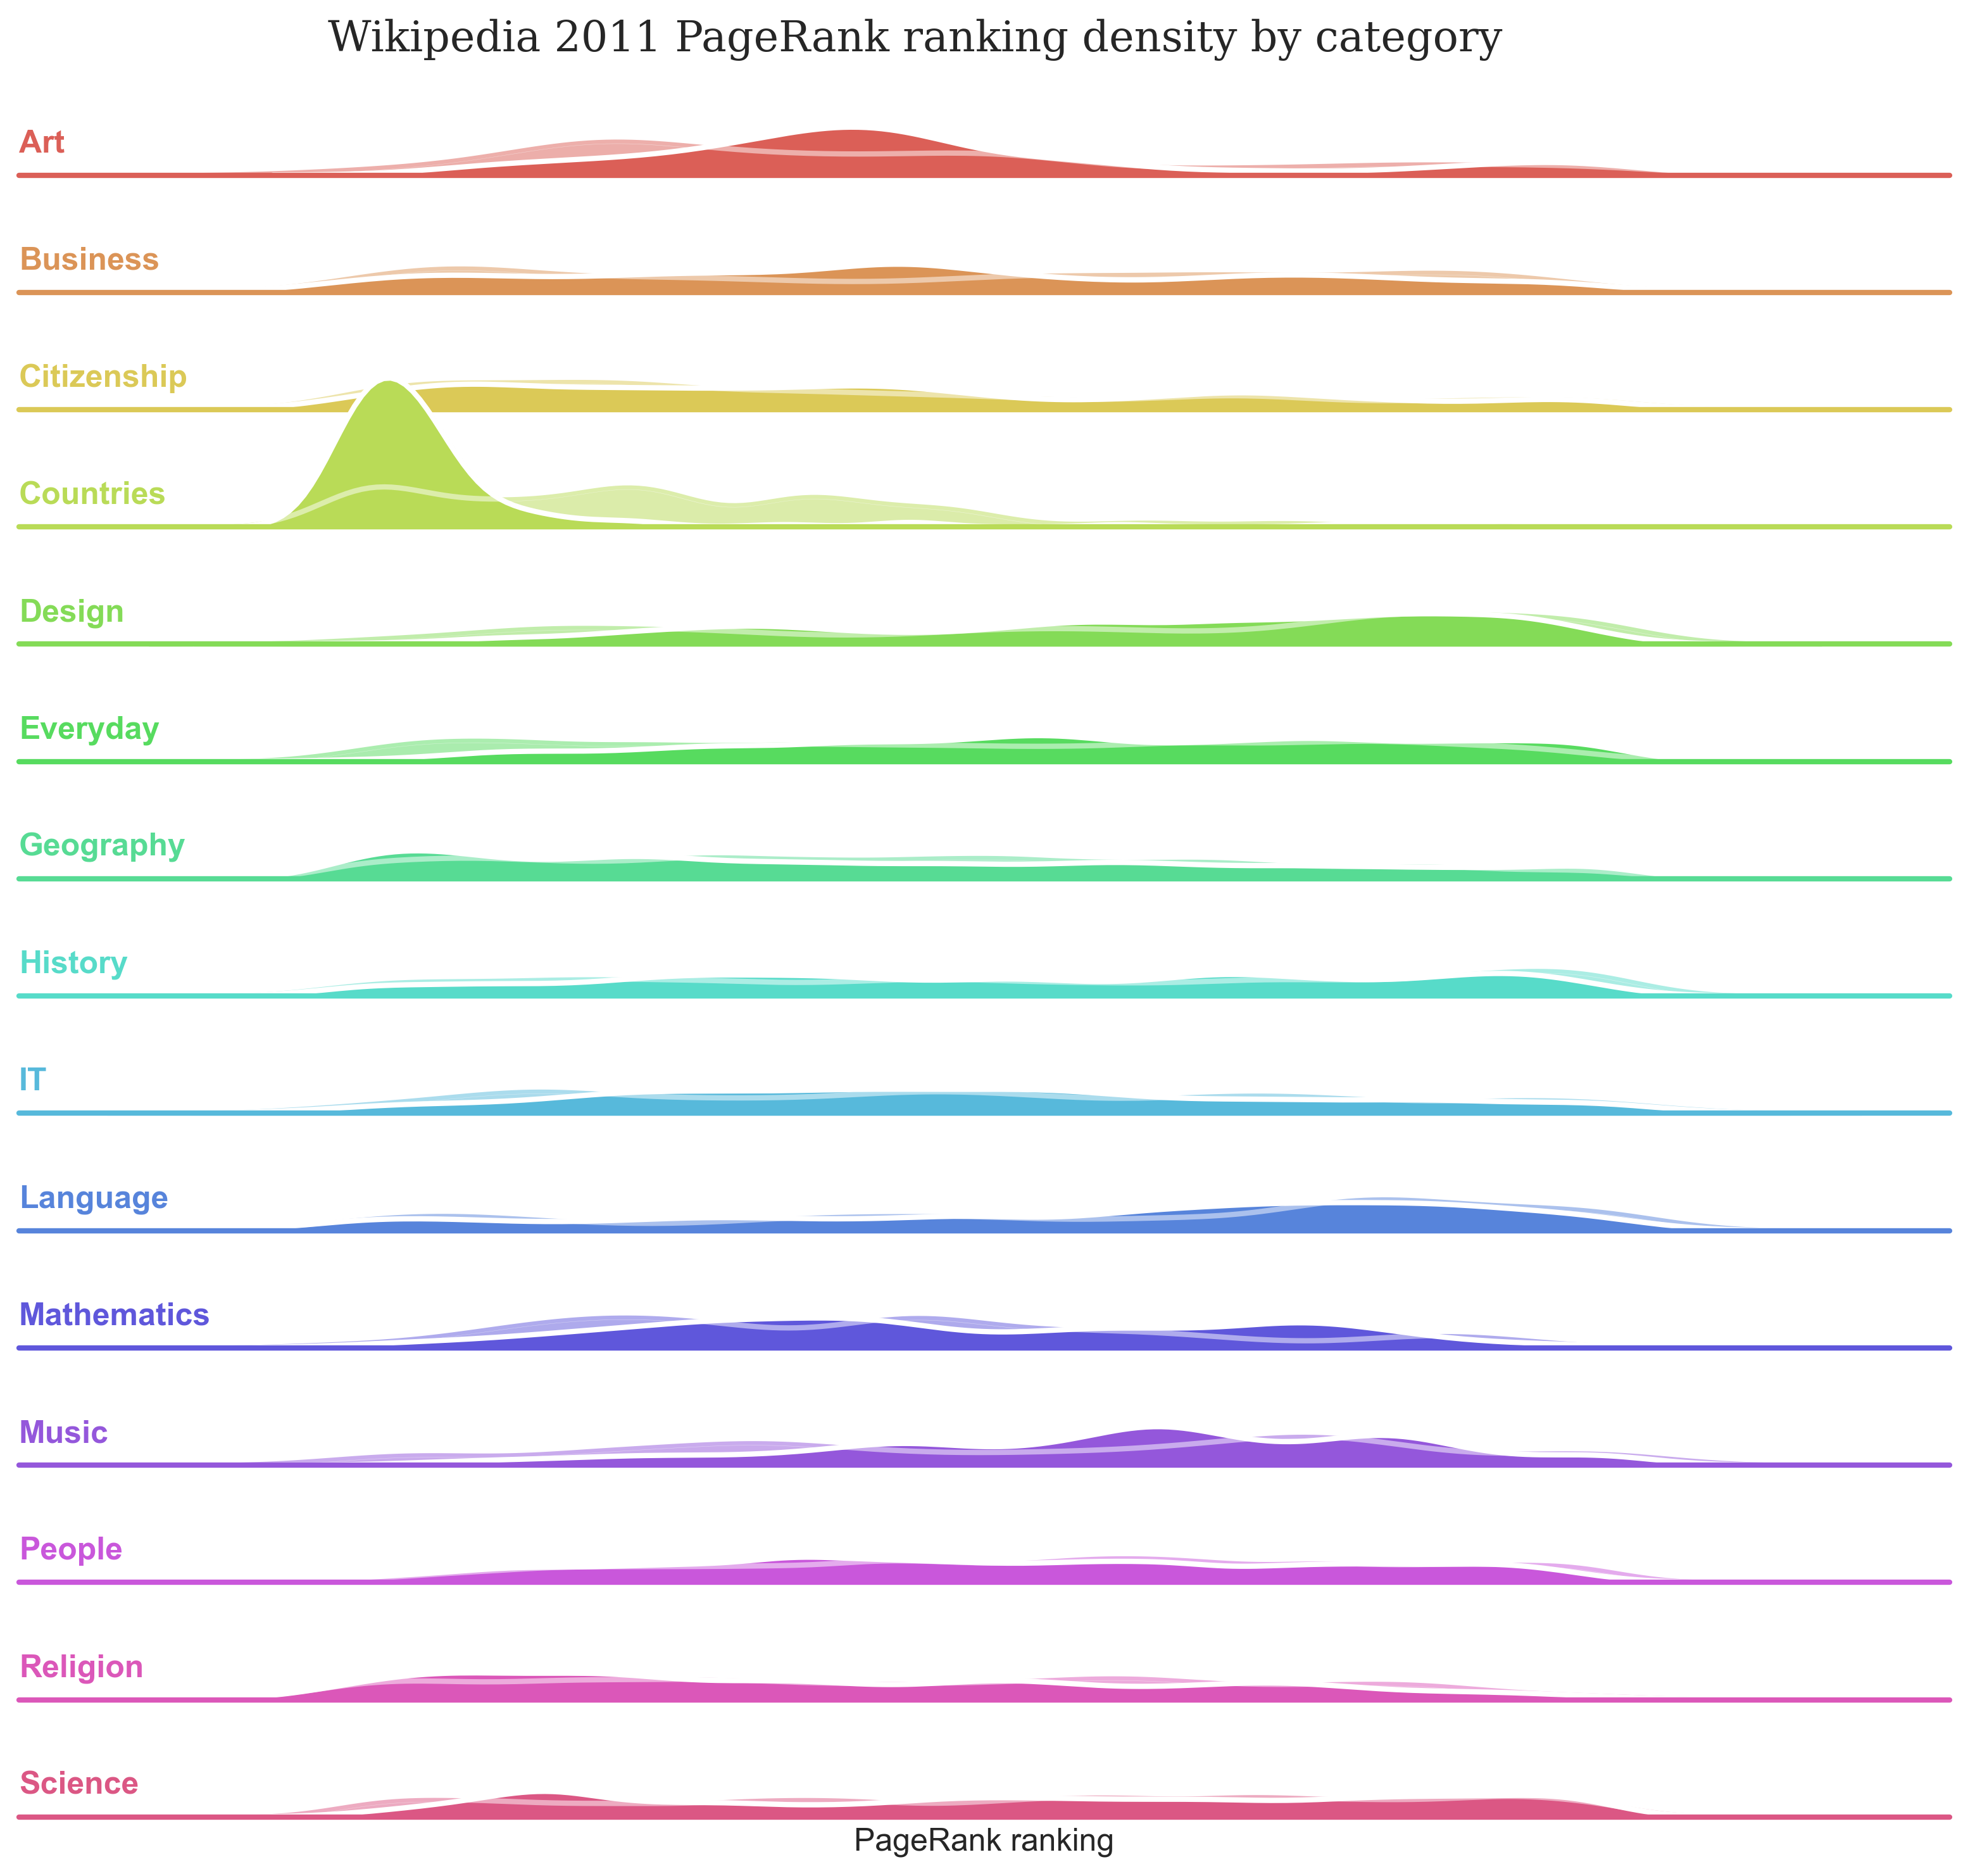 Wikipedia 2011 PageRank ranking density by category
Art
Business
Citizenship
Countries
Design
Everyday
Geography
History
IT
Language
Mathematics
Music
People
Religion
Science
PageRank ranking